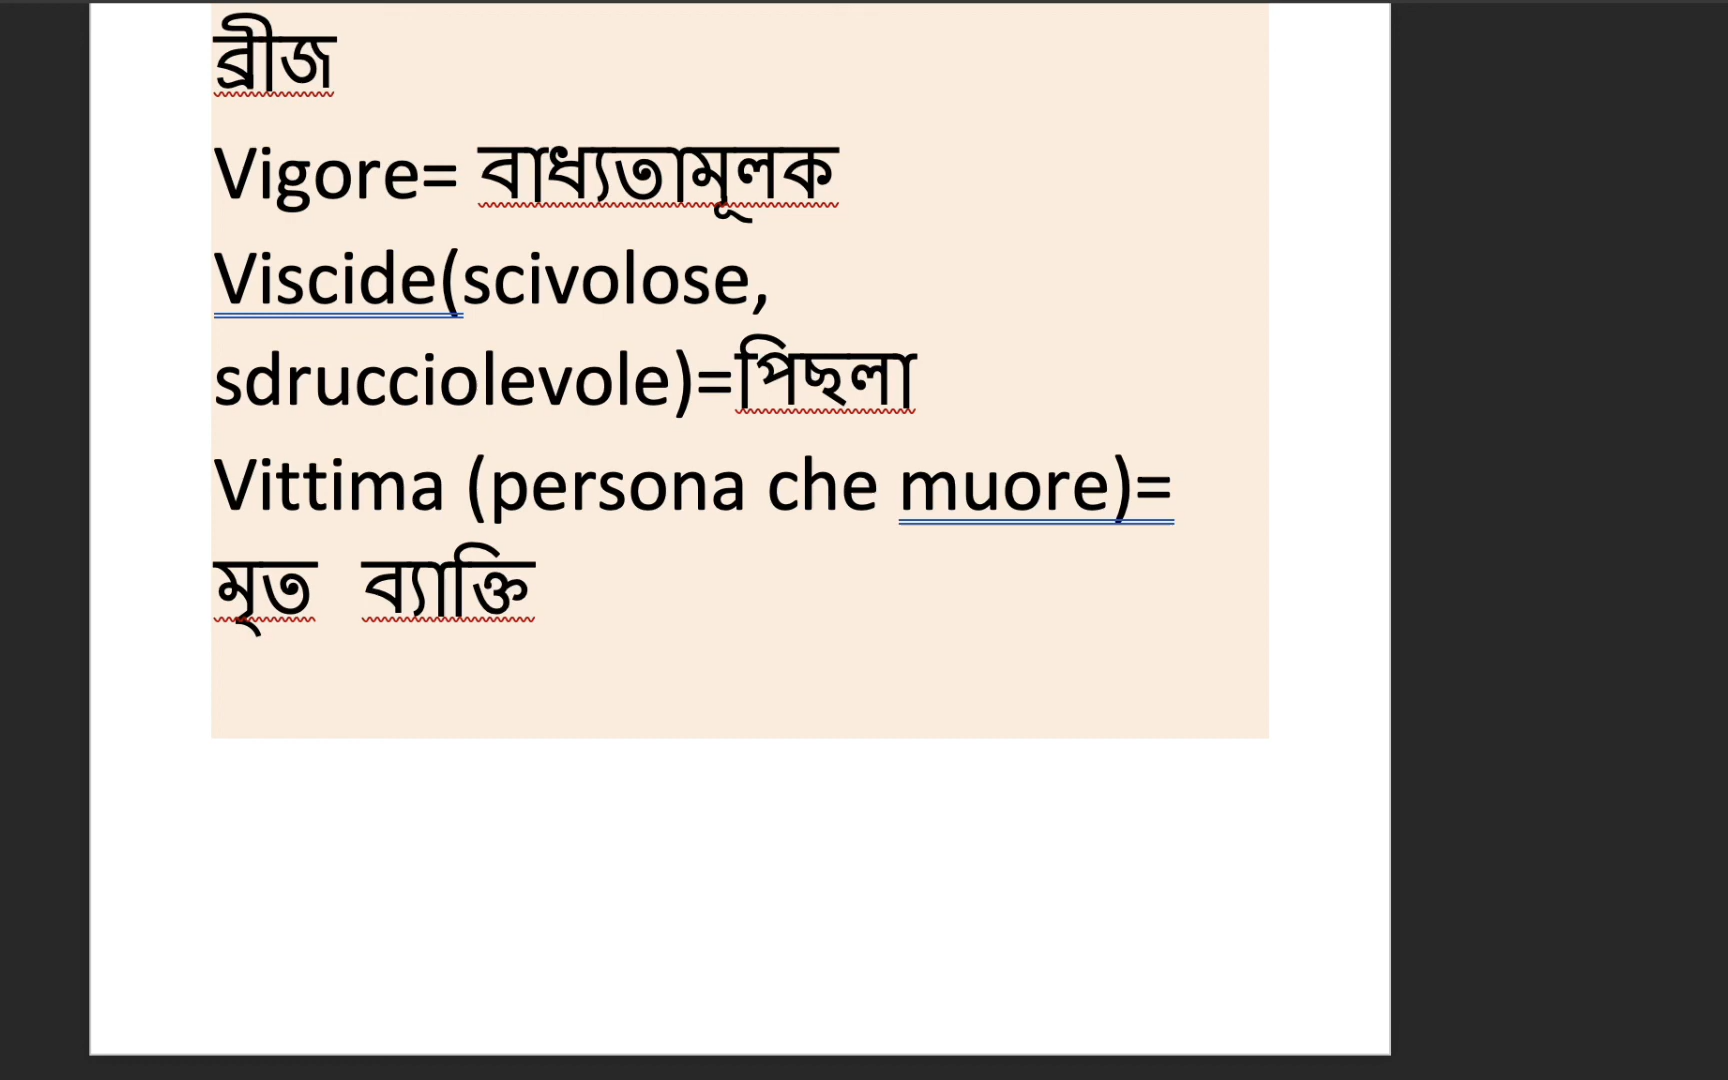 ব্রীজ
Vigore= বাধ্যতামূলক
Viscide(scivolose,
sdrucciolevole)=পিছলা
Vittima (persona che muore)=
মৃত ব্যাক্তি